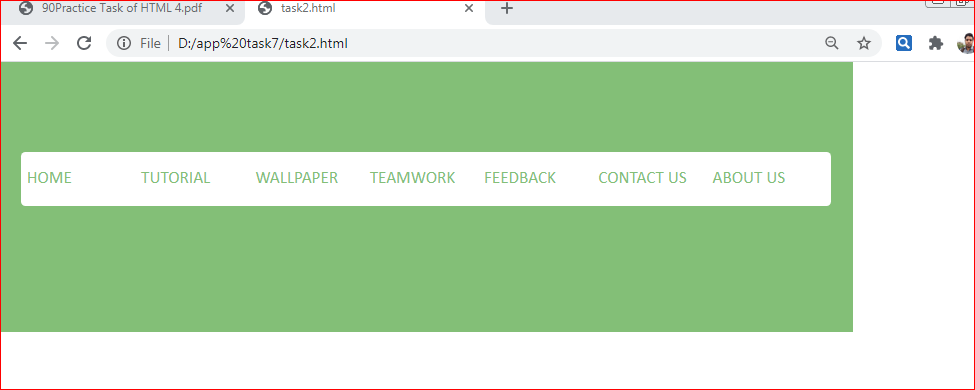 90Practice Task of HTML 4.pdf
task2.html
File | D:/app%20task7/task2.html
HOME TUTORIAL WALLPAPER TEAMWORK FEEDBACK CONTACT US ABOUT US